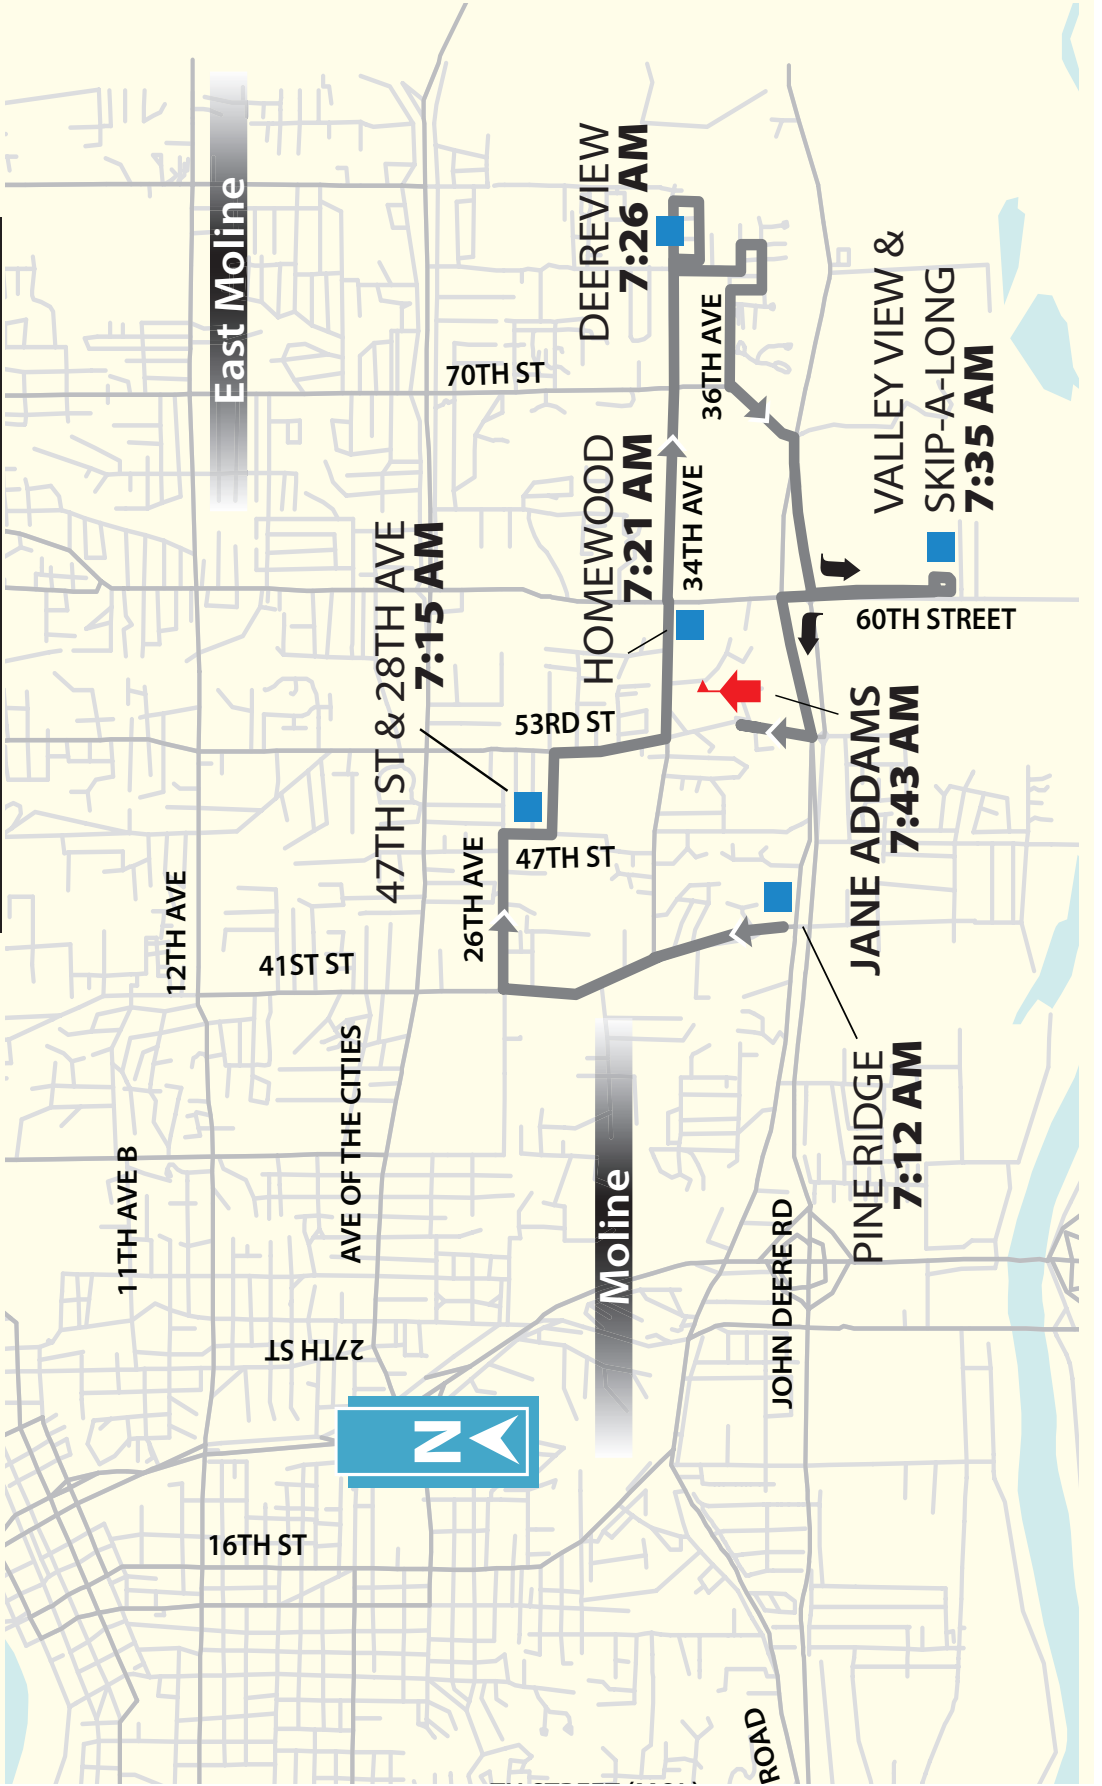 East Moline
DEEREVIEW
7:26 AM
VALLEY VIEW &
SKIP-A-LONG
7:35 AM
70TH ST
36TH AVE
HOMEWOOD
7:21 AM
34TH AVE
47TH ST & 28TH AVE
7:15 AM
60TH STREET
53RD ST
JANE ADDAMS
7:43 AM
47TH ST
26TH AVE
12TH AVE
41ST ST
AVE OF THE CITIES
PINE RIDGE
7:12 AM
11TH AVE B
Moline
JOHN DEERE RD
27TH ST
N
16TH ST
ROAD